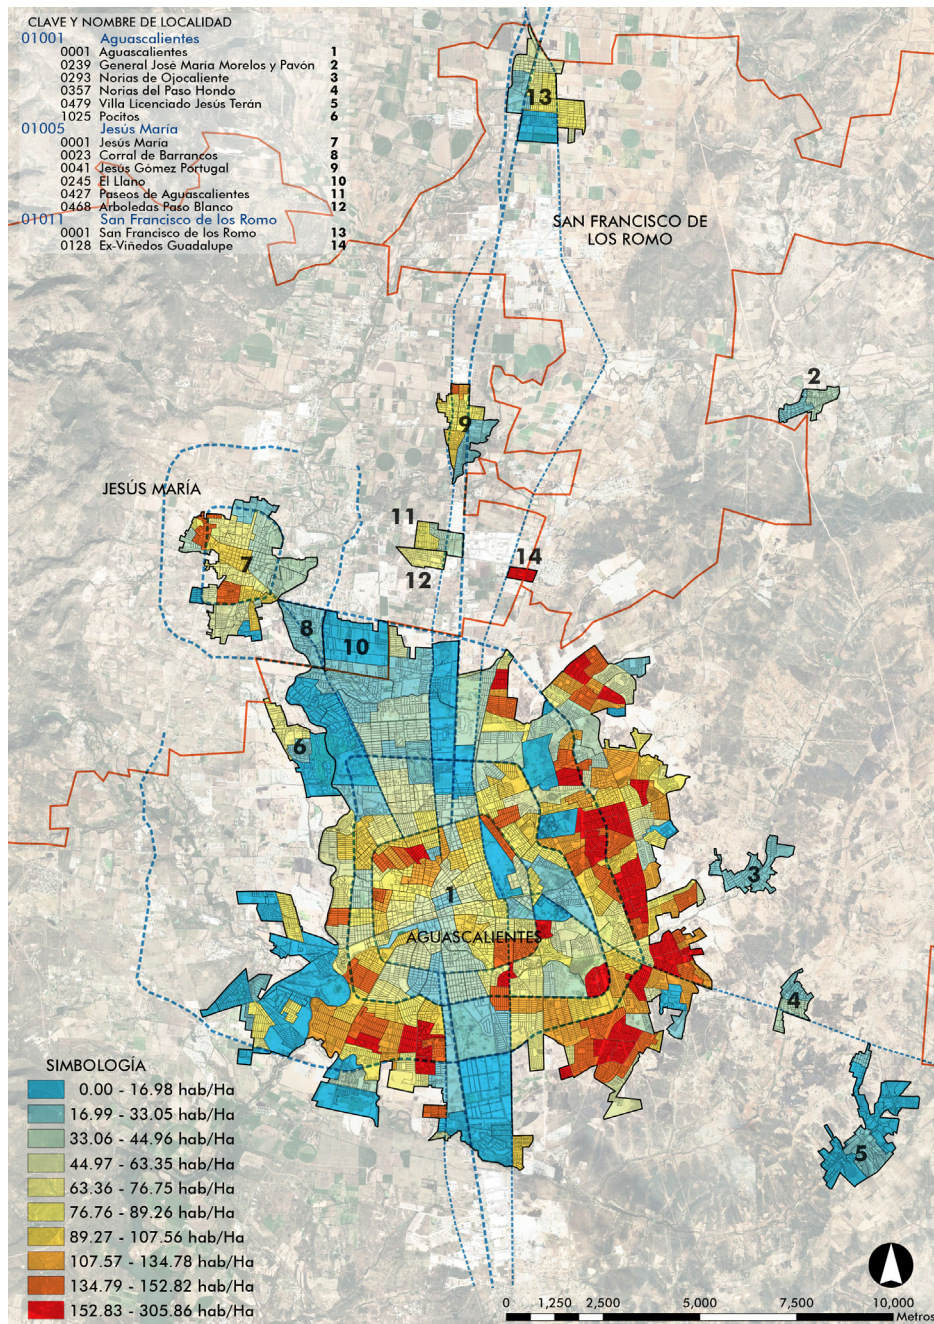 CLAVE Y NOMBRE DE LOCALIDAD
01001 Aguascalientes
0001 Aguascalientes 1
0239 General José María Morelos y Pavón 2
0293 Norias de Ojocaliente 3
0357 Norias del Paso Hondo 4
0479 Villa Licenciado Jesús Terán 5
1025 Pocitos 6
01005 Jesús María
0001 Jesús María 7
0023 Corral de Barrancos 8
0041 Jesús Gómez Portugal 9
0245 El Llano 10
0427 Paseos de Aguascalientes 11
0468 Arboledas Paso Blanco 12
01011 San Francisco de los Romo
0001 San Francisco de los Romo 13
0128 Ex-Viñedos Guadalupe 14
13
SAN FRANCISCO DE
LOS ROMO
2
9
JESÚS MARÍA
11
14
7
12
8
10
6
3
1
AGUASCALIENTES
4
5
SIMBOLOGÍA
0.00 - 16.98 hab/Ha
16.99 - 33.05 hab/Ha
33.06 - 44.96 hab/Ha
44.97 - 63.35 hab/Ha
63.36 - 76.75 hab/Ha
76.76 - 89.26 hab/Ha
89.27 - 107.56 hab/Ha
107.57 - 134.78 hab/Ha
134.79 - 152.82 hab/Ha
152.83 - 305.86 hab/Ha
0 1,250 2,500 5,000 7,500 10,000
Metros